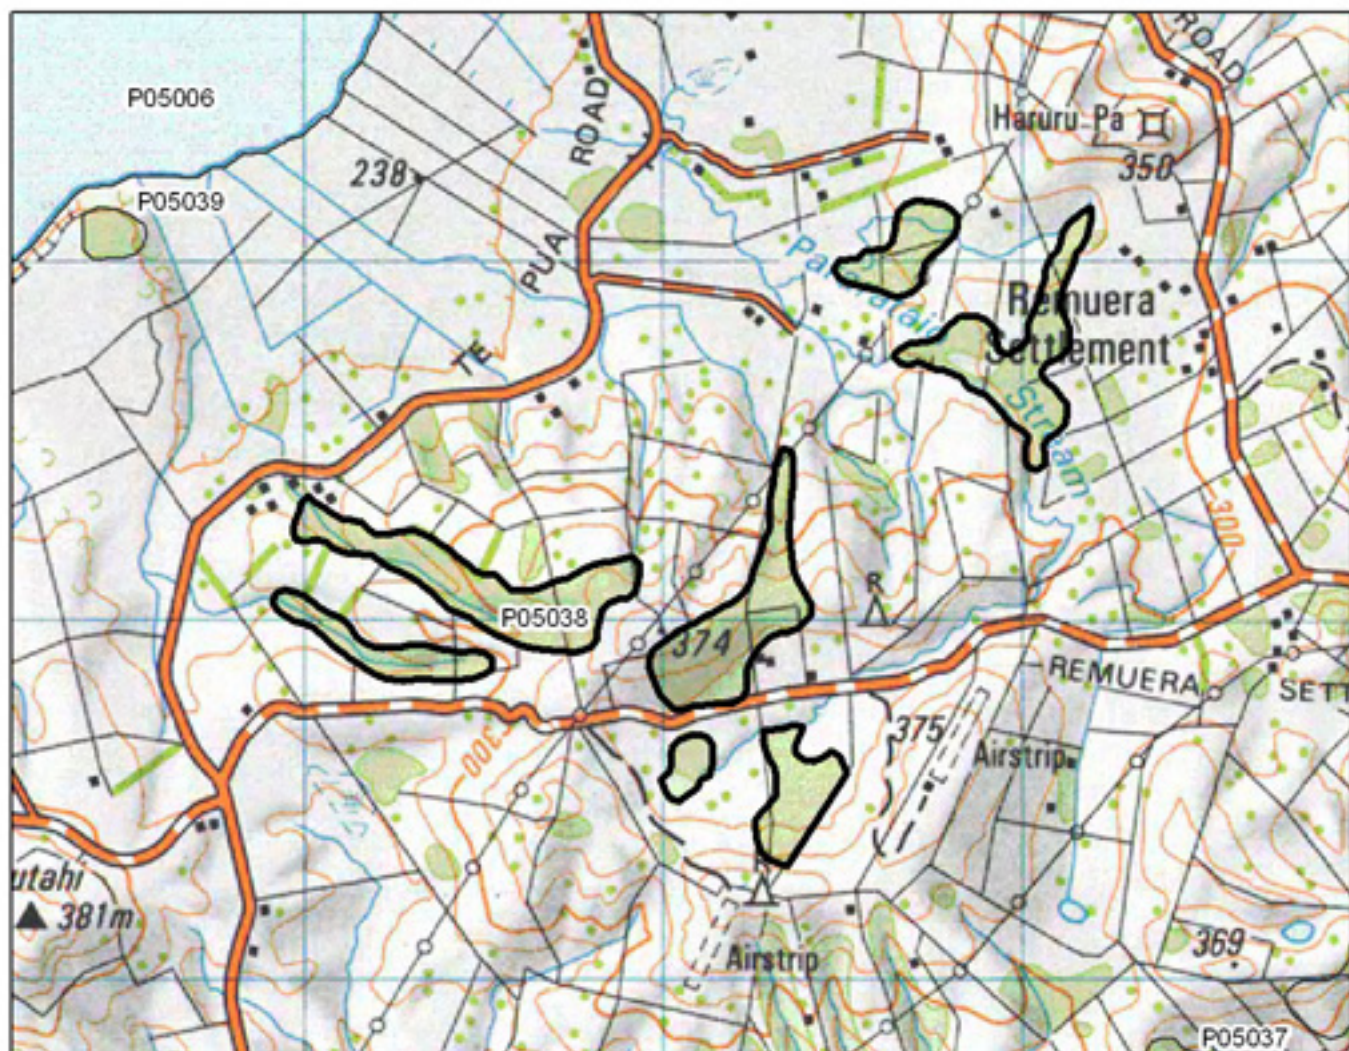 ROAD
ROAD
P05006
Haruru Pa
350
238
P05039
PUA
TE
Remuera
Settlement
Stream
300
R
P05038
374
REMUERA
SETT
375
Airstrip
300
utahi
381m
369
Airstrip
P05037